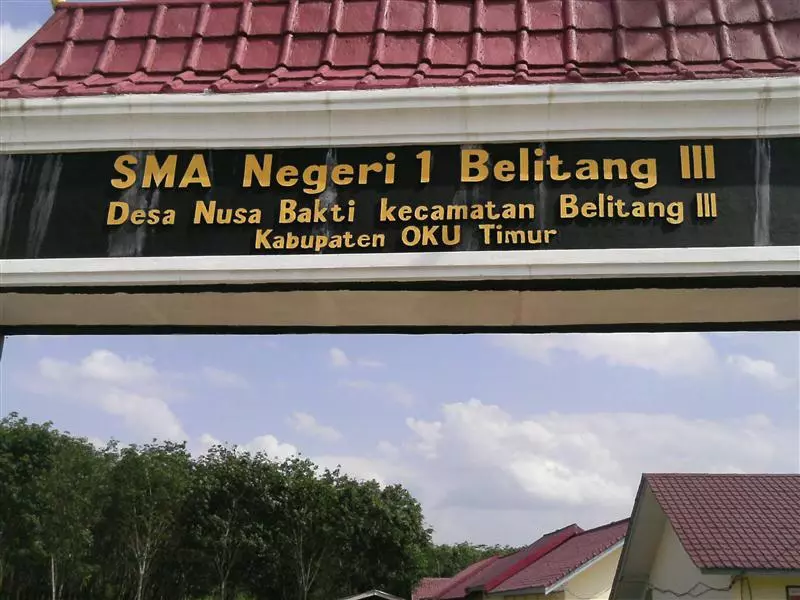 SMA Negeri 1 Belitang III
Desa Nusa Bakti kecamatan Belitang III
Kabupaten OKU Timur